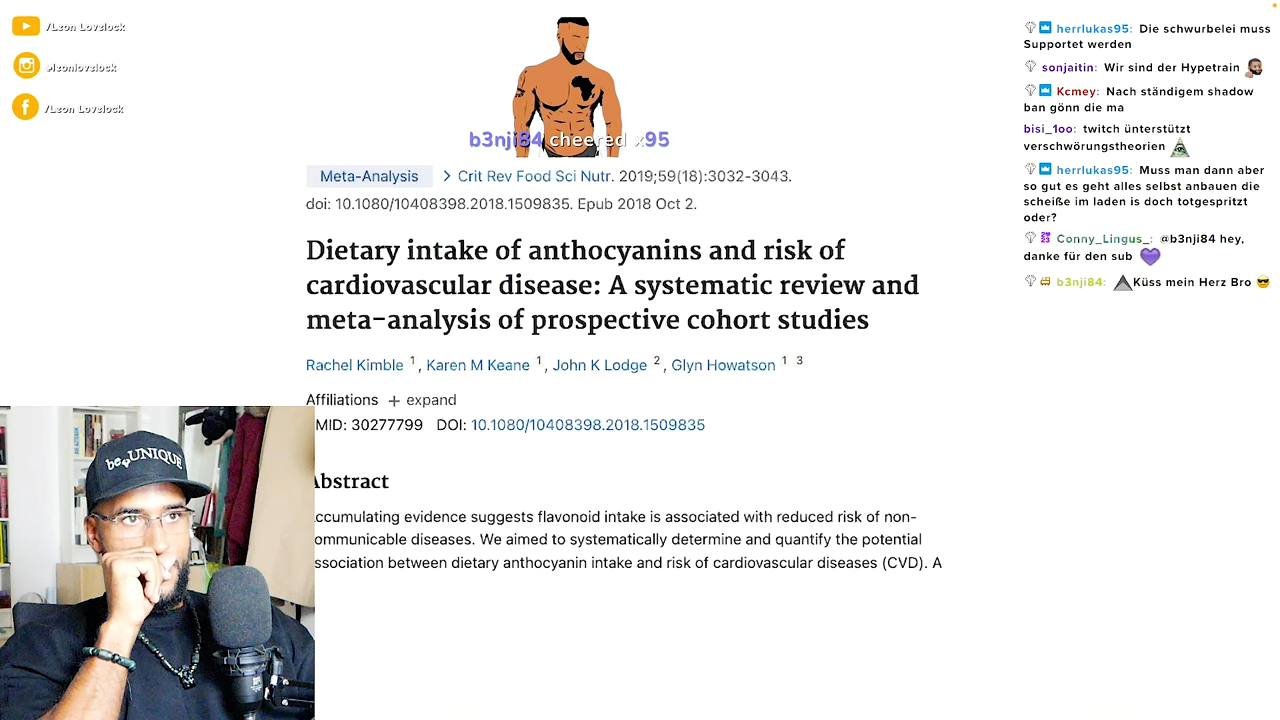 /Leon Lovelock
@leonlovelock
/Leon Lovelock
b3nji84 cheered x95
Meta-Analysis > Crit Rev Food Sci Nutr. 2019;59(18):3032-3043.
doi: 10.1080/10408398.2018.1509835. Epub 2018 Oct 2.
Dietary intake of anthocyanins and risk of
cardiovascular disease: A systematic review and
meta-analysis of prospective cohort studies
Rachel Kimble 1, Karen M Keane 1, John K Lodge 2, Glyn Howatson 1 3
Affiliations + expand
MID: 30277799 DOI: 10.1080/10408398.2018.1509835
Abstract
ccumulating evidence suggests flavonoid intake is associated with reduced risk of non-
ommunicable diseases. We aimed to systematically determine and quantify the potential
ssociation between dietary anthocyanin intake and risk of cardiovascular diseases (CVD). A
be UNIQUE
herrlukas95: Die schwurbelei muss
Supportet werden
sonjaitin: Wir sind der Hypetrain
Kcmey: Nach ständigem shadow
ban gönn die ma
bisi_1oo: twitch ünterstützt
verschwörungstheorien
herrlukas95: Muss man dann aber
so gut es geht alles selbst anbauen die
scheiße im laden is doch totgespritzt
oder?
Conny_Lingus_: @b3nji84 hey,
danke für den sub
b3nji84: Küss mein Herz Bro